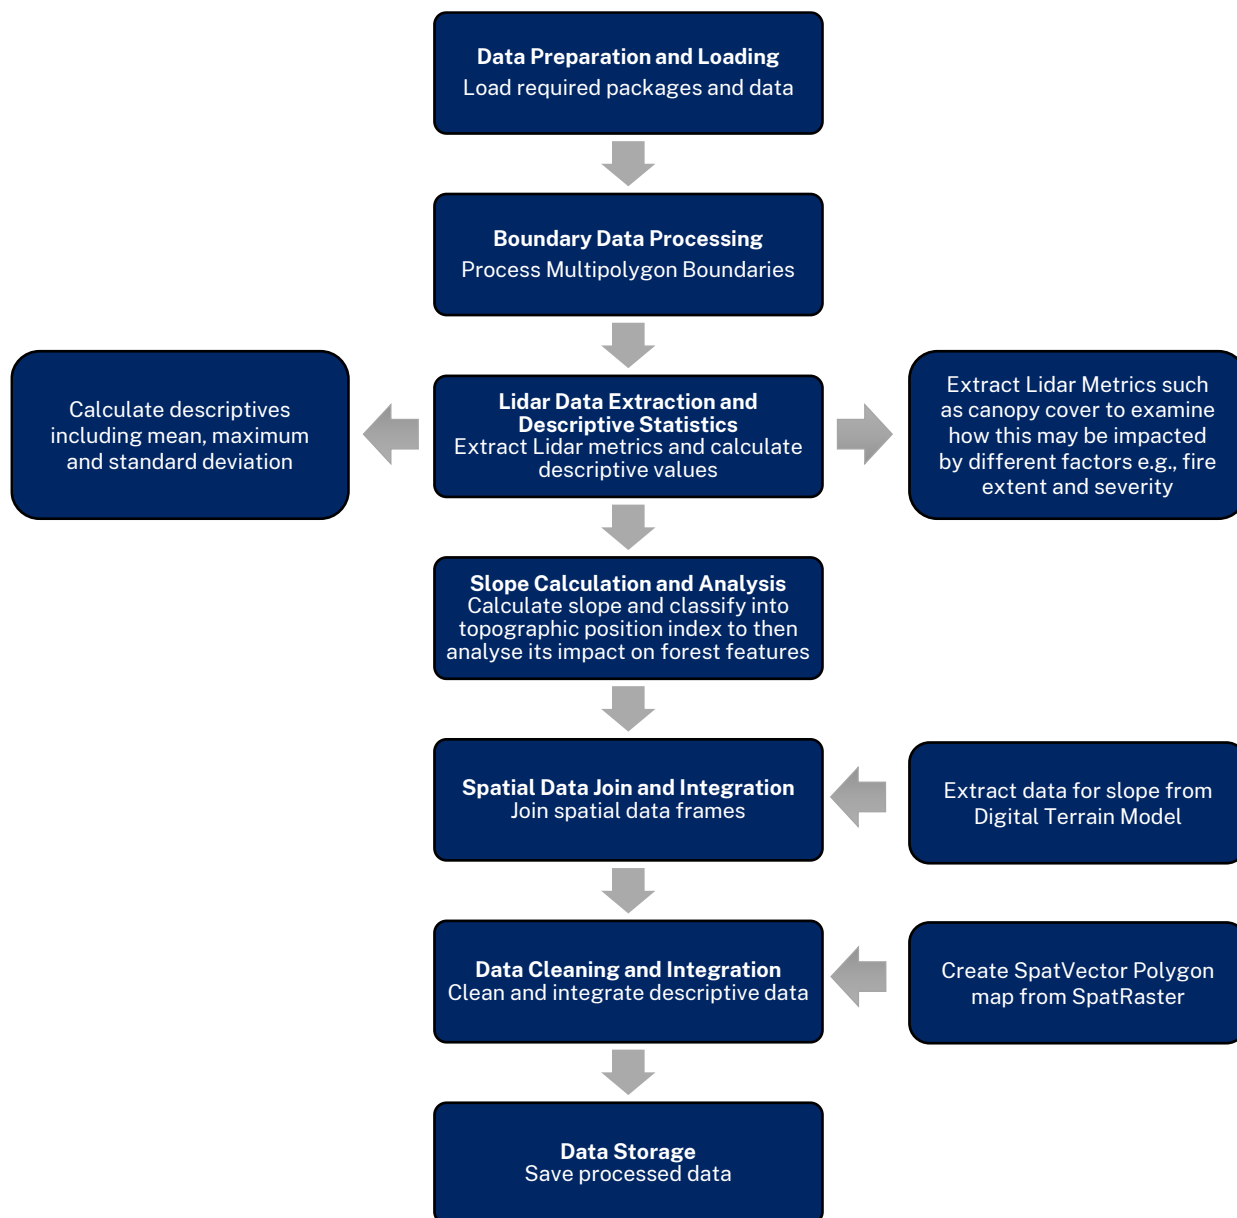 Data Preparation and Loading
Load required packages and data
Boundary Data Processing
Process Multipolygon Boundaries
Calculate descriptives
including mean, maximum
and standard deviation
Lidar Data Extraction and
Descriptive Statistics
Extract Lidar metrics and calculate
descriptive values
Extract Lidar Metrics such
as canopy cover to examine
how this may be impacted
by different factors e.g., fire
extent and severity
Slope Calculation and Analysis
Calculate slope and classify into
topographic position index to then
analyse its impact on forest features
Spatial Data Join and Integration
Join spatial data frames
Extract data for slope from
Digital Terrain Model
Data Cleaning and Integration
Clean and integrate descriptive data
Create SpatVector Polygon
map from SpatRaster
Data Storage
Save processed data